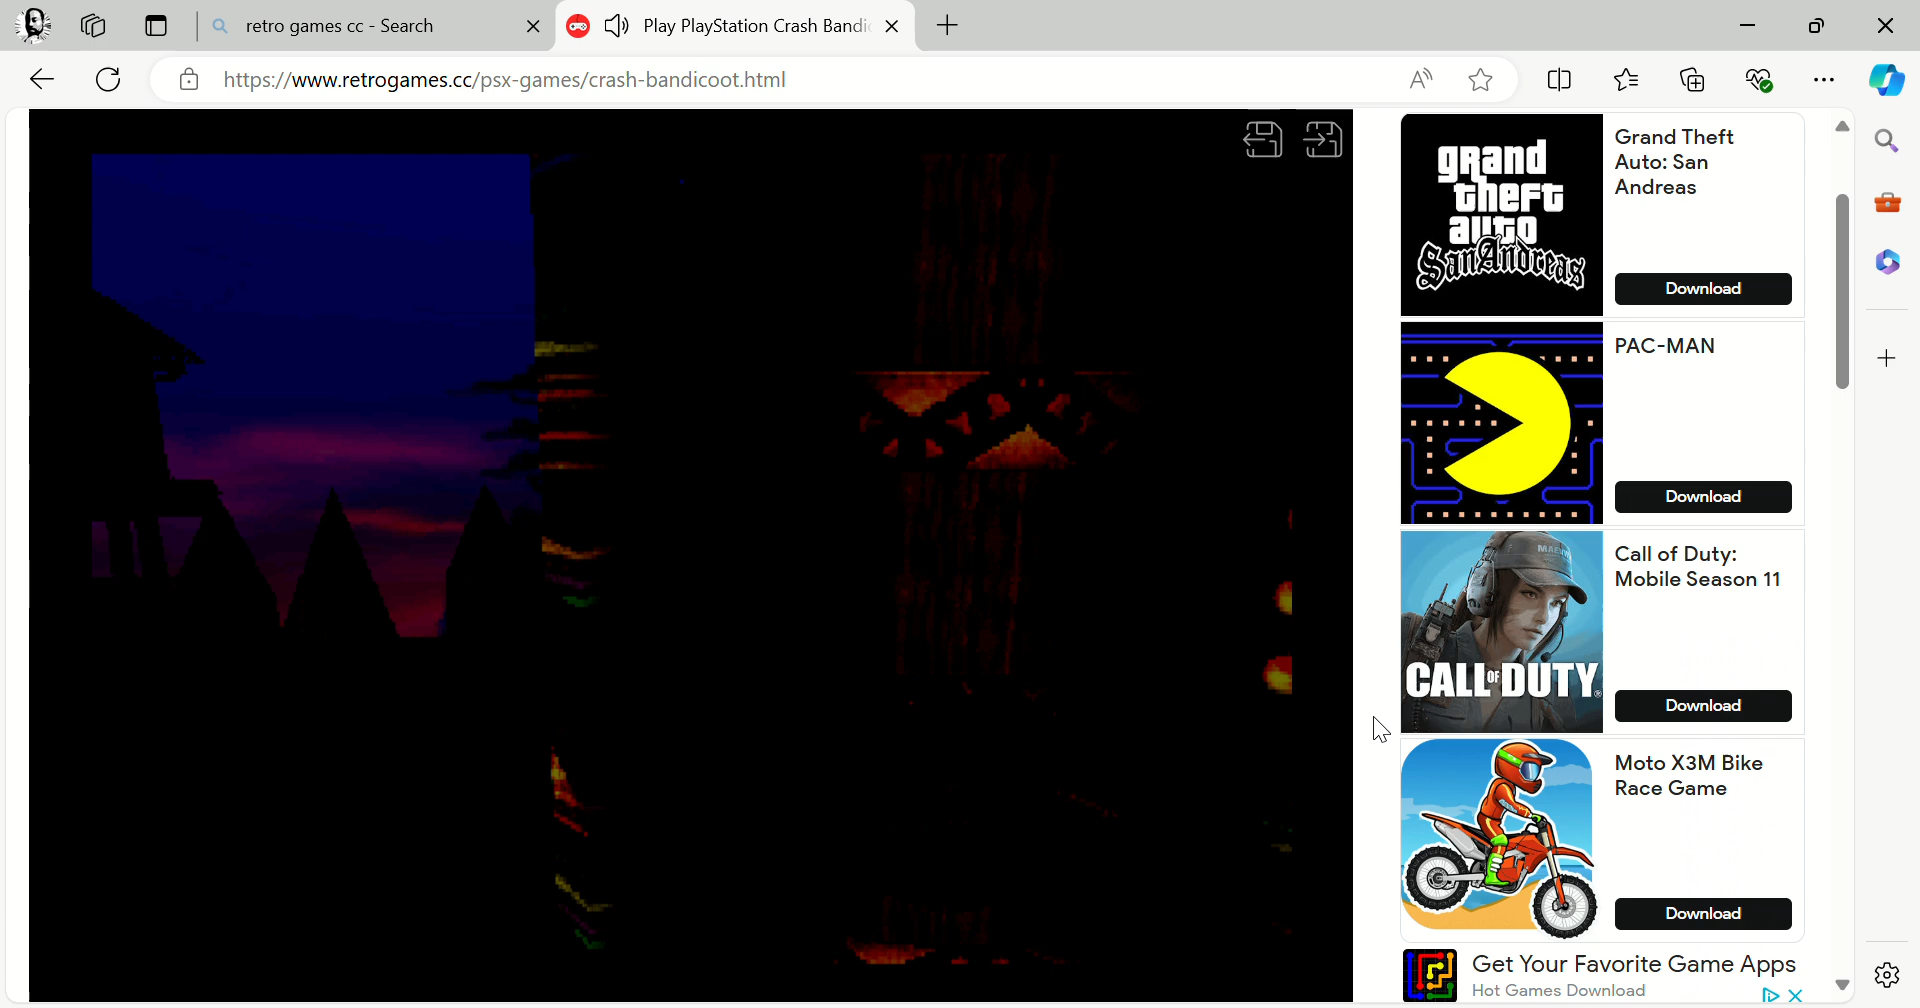 retro games cc - Search
Play PlayStation Crash Bandi
https://www.retrogames.cc/psx-games/crash-bandicoot.html
grand
theft
auto
San Andreas
Grand Theft
Auto: San
Andreas
Download
PAC-MAN
Download
CALL OF DUTY
Call of Duty:
Mobile Season 11
Download
Moto X3M Bike
Race Game
Download
Get Your Favorite Game Apps
Hot Games Download